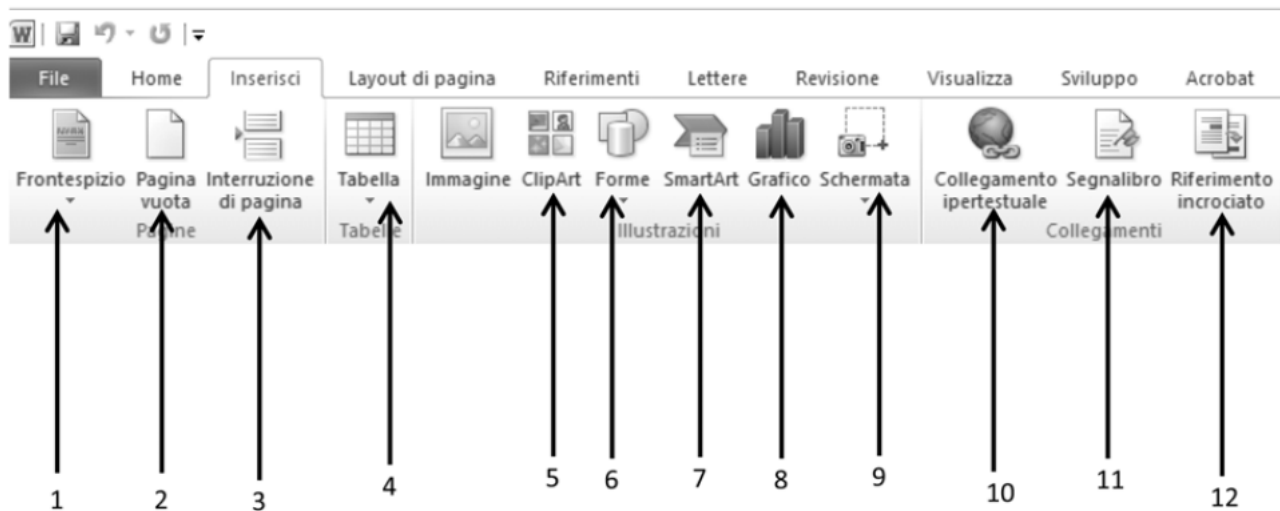 W
File Home Inserisci Layout di pagina Riferimenti Lettere Revisione Visualizza Sviluppo Acrobat
Frontespizio Pagina vuota Interruzione di pagina Tabella Immagine ClipArt Forme SmartArt Grafico Schermata Collegamento ipertestuale Segnalibro Riferimento incrociato
Pagine Tabelle Illustrazioni Collegamenti
1 2 3 4 5 6 7 8 9 10 11 12